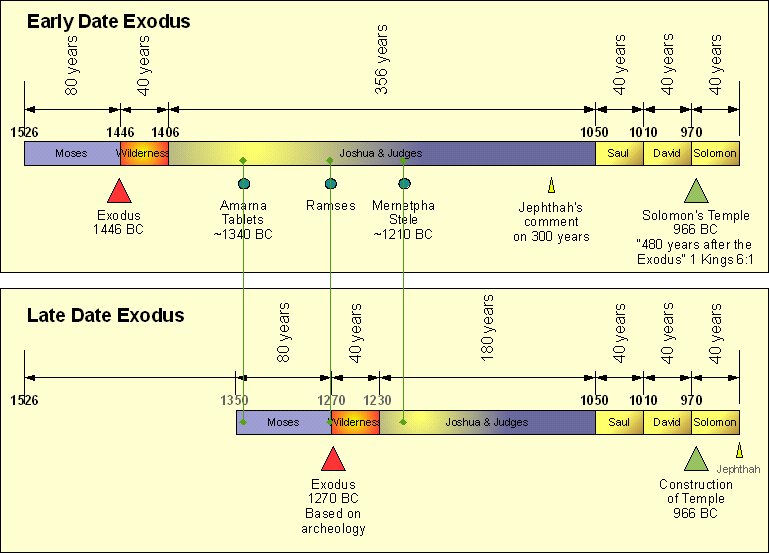 Early Date Exodus
80 years
40 years
356 years
40 years
40 years
40 years
1526
1446
1406
1050
1010
970
Moses
Wilderness
Joshua & Judges
Saul
David
Solomon
Exodus
1446 BC
Amarna
Tablets
~1340 BC
Ramses
Mernetpha
Stele
~1210 BC
Jephthah's
comment
on 300 years
Solomon's Temple
966 BC
"480 years after the
Exodus" 1 Kings 6:1
Late Date Exodus
80 years
40 years
180 years
40 years
40 years
40 years
1526
1350
1270
1230
1050
1010
970
Moses
Wilderness
Joshua & Judges
Saul
David
Solomon
Exodus
1270 BC
Based on
archeology
Construction
of Temple
966 BC
Jephthah